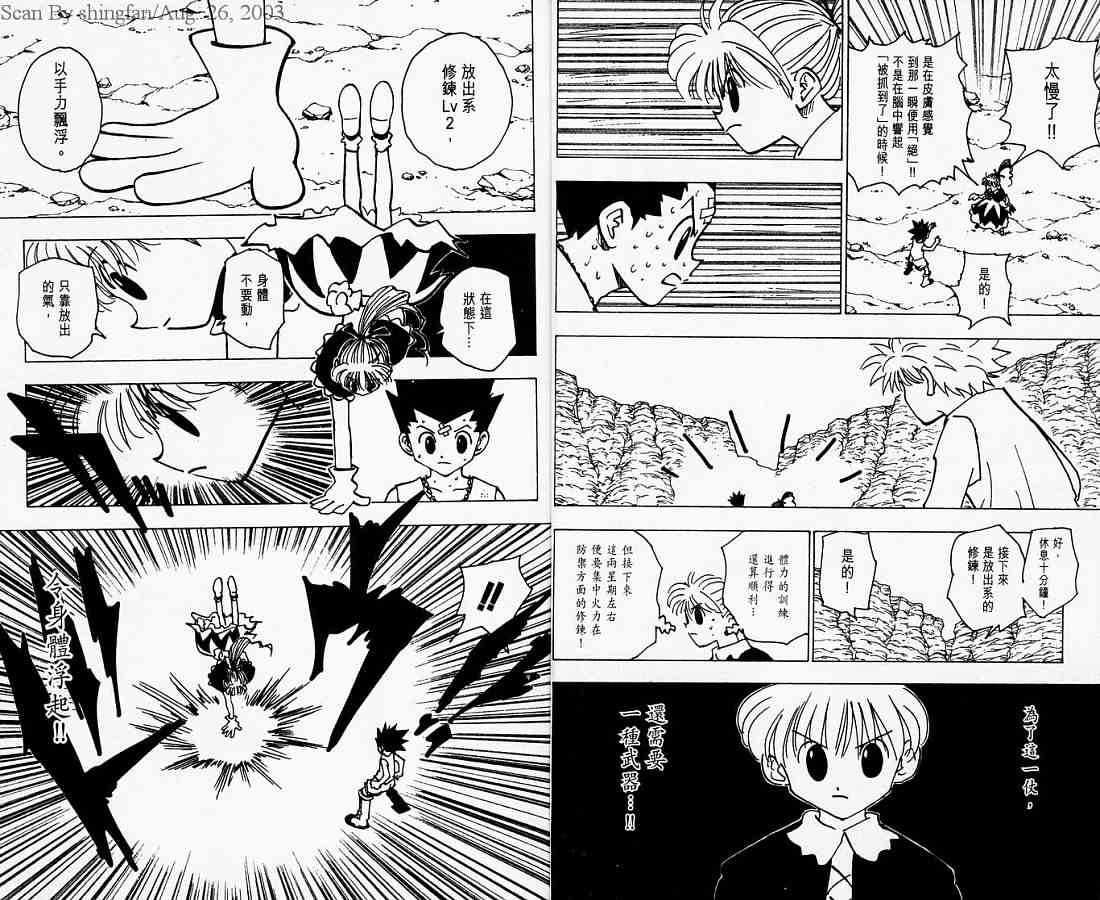 Scan By shingfan/Aug. 26, 2003
太慢了!!
是在皮膚感覺
到那一瞬便用「絕」!!
不是在腦中響起
「被抓到了」的時候!
是的!
好,
休息十分鐘!
接下來
是放出系的
修鍊!
是的!
體力的訓練
進行得
還算順利…
但接下來
這兩星期左右
便要集中火力在
防禦方面的修鍊!
為了這一仗,
還需要
一種武器…!!
放出系
修鍊Lv2,
以手力飄浮。
在這
狀態下…
身體
不要動,
只靠放出
的氣,
!!
令身體浮起!!